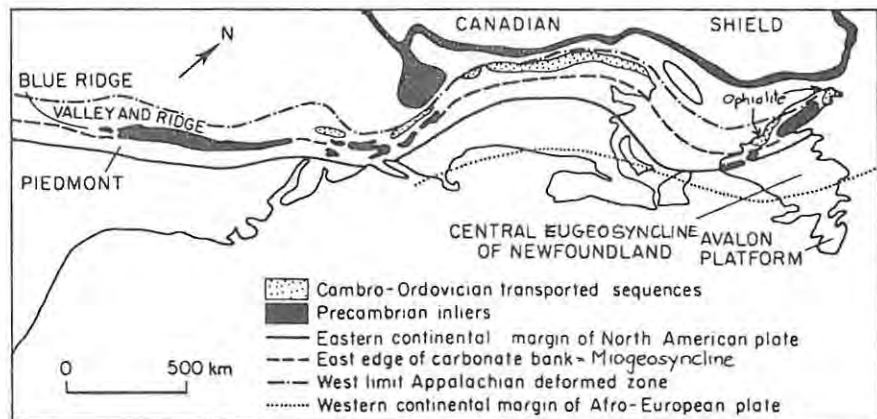 CANADIAN
SHIELD
N
BLUE RIDGE
VALLEY AND RIDGE
Ophiolite
PIEDMONT
CENTRAL EUGEOSYNCLINE
OF NEWFOUNDLAND
AVALON
PLATFORM
Cambro-Ordovician transported sequences
Precambrian inliers
Eastern continental margin of North American plate
East edge of carbonate bank = Miogeosyncline
West limit Appalachian deformed zone
Western continental margin of Afro-European plate
0 500 km